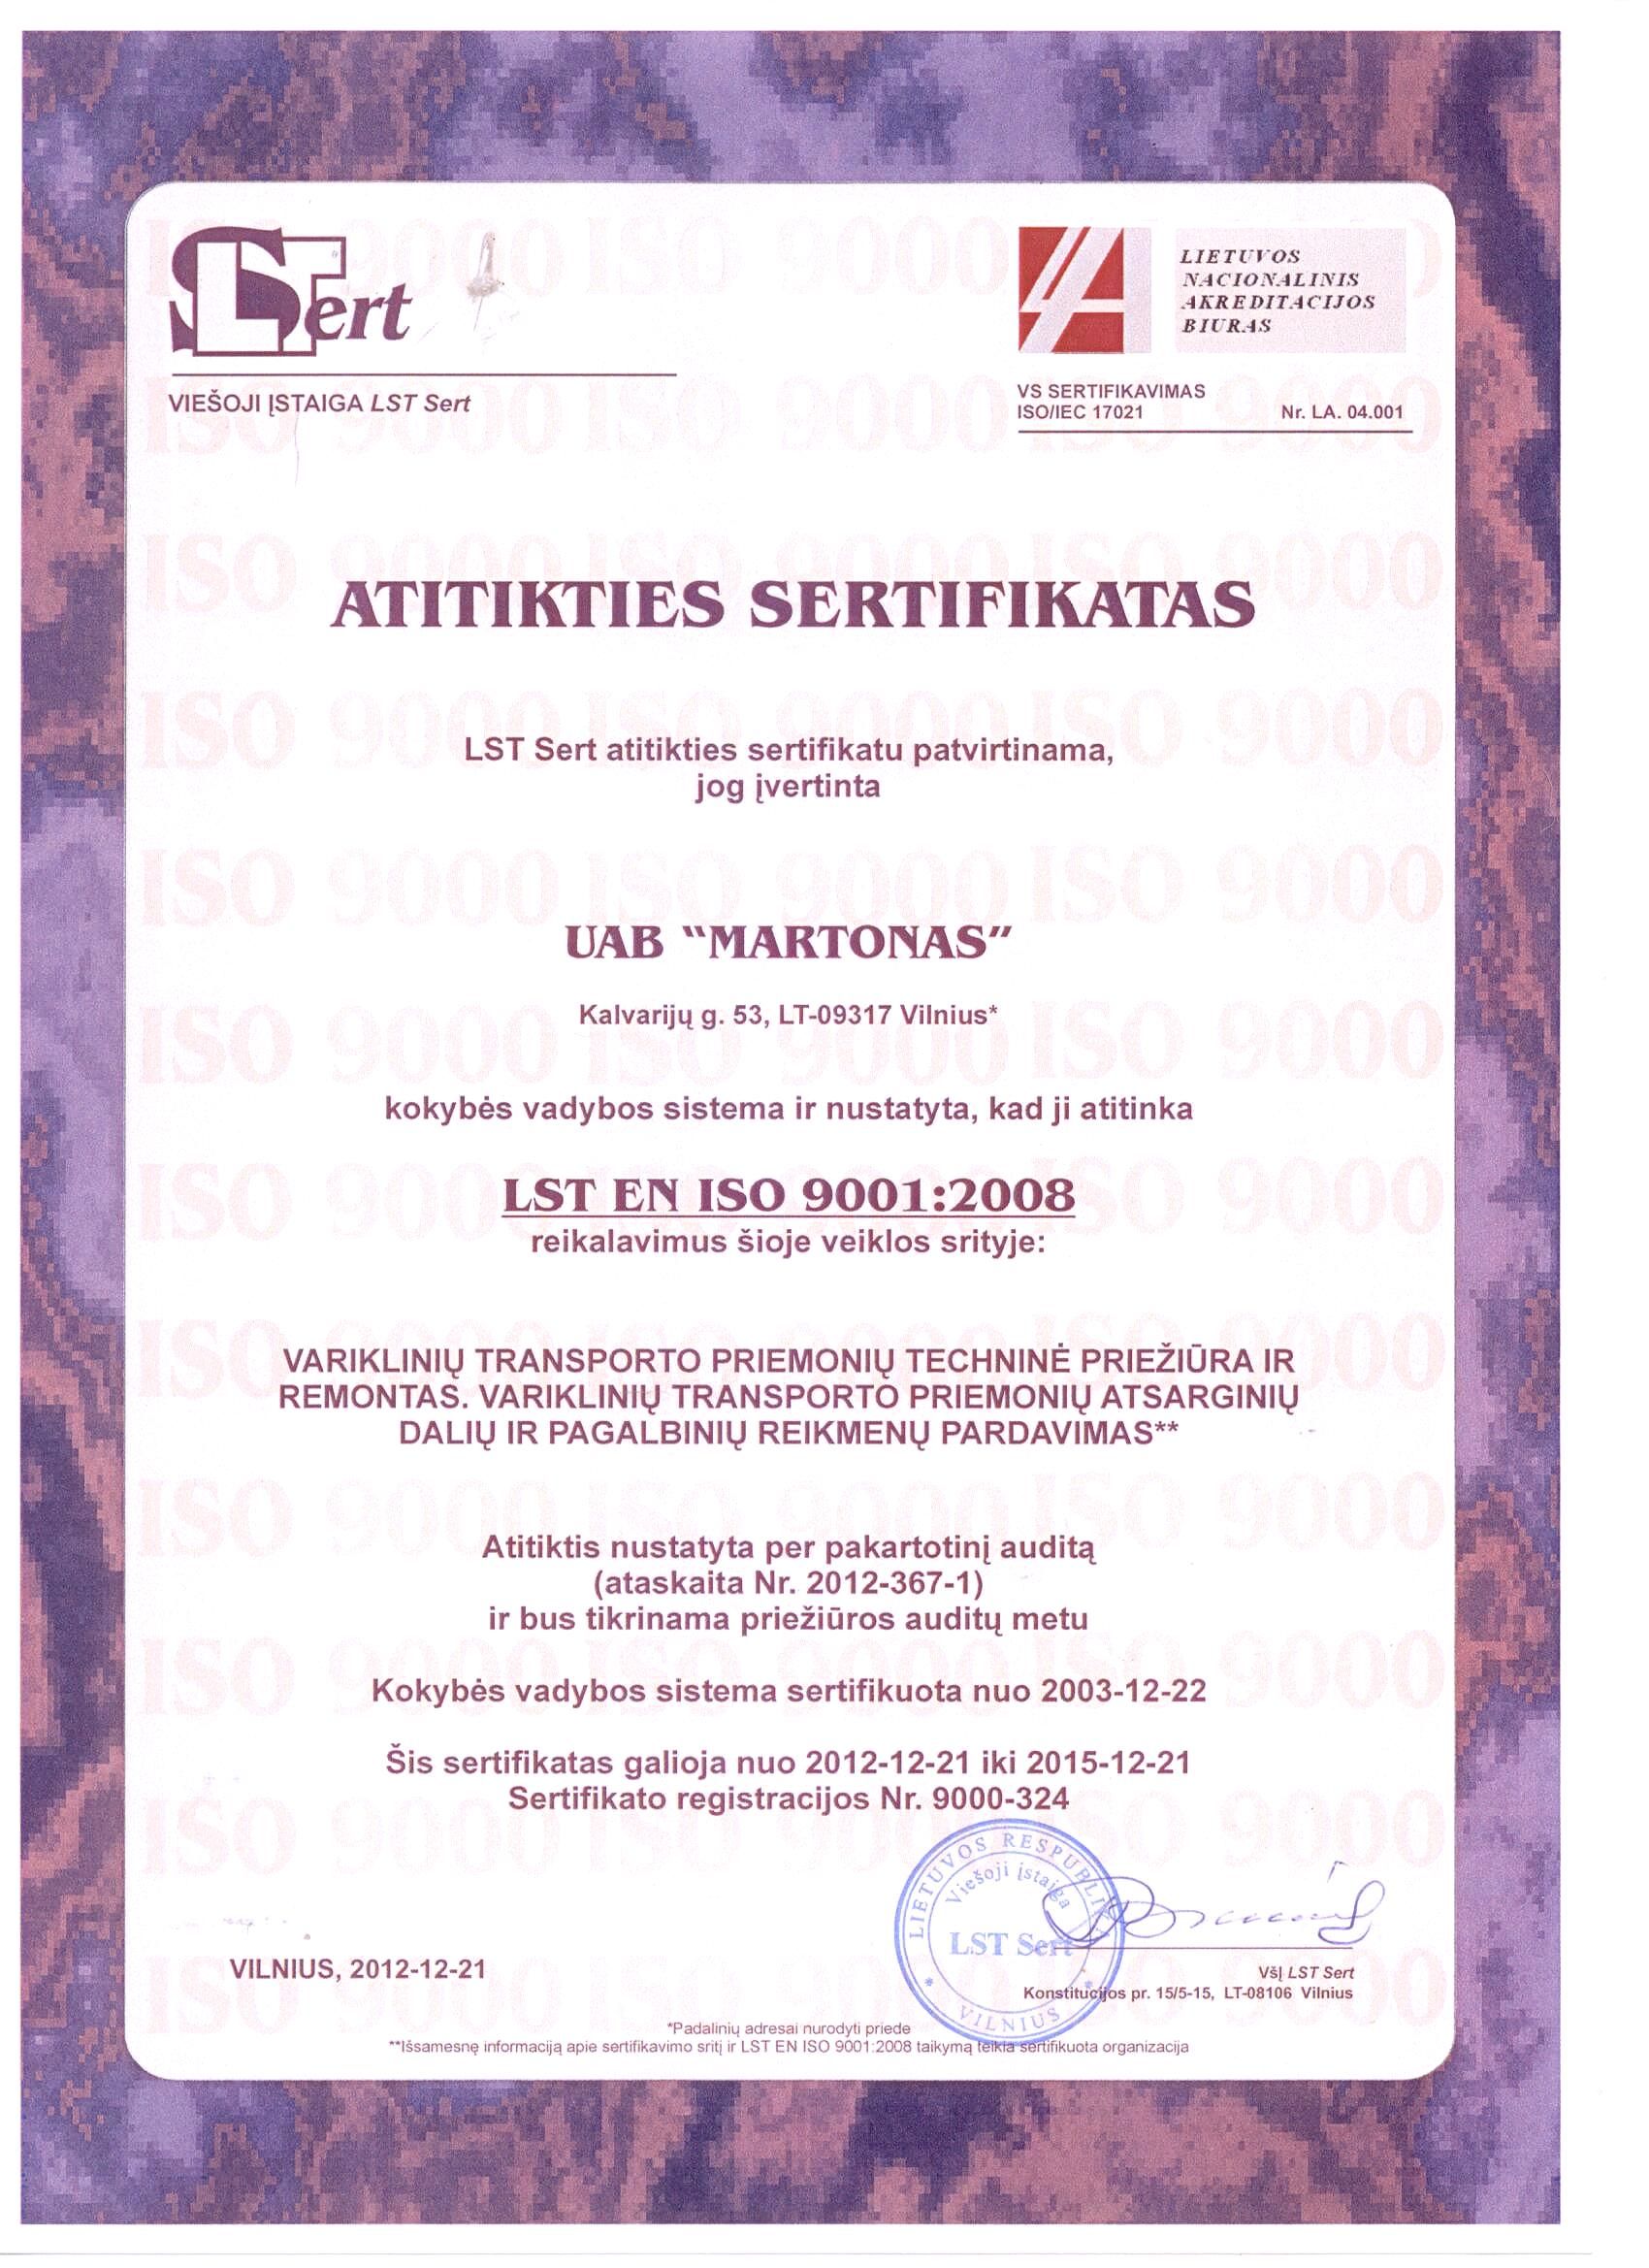 LST Sert
VIEŠOJI ĮSTAIGA LST Sert
LIETUVOS
NACIONALINIS
AKREDITACIJOS
BIURAS
VS SERTIFIKAVIMAS
ISO/IEC 17021 Nr. LA. 04.001
ATITIKTIES SERTIFIKATAS
LST Sert atitikties sertifikatu patvirtinama,
jog įvertinta
UAB “MARTONAS”
Kalvarijų g. 53, LT-09317 Vilnius*
kokybės vadybos sistema ir nustatyta, kad ji atitinka
LST EN ISO 9001:2008
reikalavimus šioje veiklos srityje:
VARIKLINIŲ TRANSPORTO PRIEMONIŲ TECHNINĖ PRIEŽIŪRA IR
REMONTAS. VARIKLINIŲ TRANSPORTO PRIEMONIŲ ATSARGINIŲ
DALIŲ IR PAGALBINIŲ REIKMENŲ PARDAVIMAS**
Atitiktis nustatyta per pakartotinį auditą
(ataskaita Nr. 2012-367-1)
ir bus tikrinama priežiūros auditų metu
Kokybės vadybos sistema sertifikuota nuo 2003-12-22
Šis sertifikatas galioja nuo 2012-12-21 iki 2015-12-21
Sertifikato registracijos Nr. 9000-324
LIETUVOS RESPUBLIKA
Viešoji įstaiga
LST Sert
* VILNIUS *
VILNIUS, 2012-12-21
VšĮ LST Sert
Konstitucijos pr. 15/5-15, LT-08106 Vilnius
*Padalinių adresai nurodyti priede
**Išsamesnę informaciją apie sertifikavimo sritį ir LST EN ISO 9001:2008 taikymą teikia sertifikuota organizacija